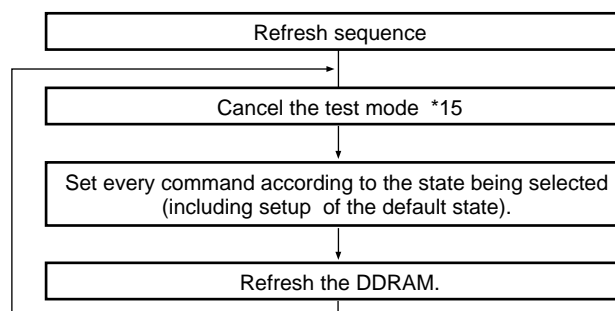 Refresh sequence
Cancel the test mode *15
Set every command according to the state being selected
(including setup of the default state).
Refresh the DDRAM.